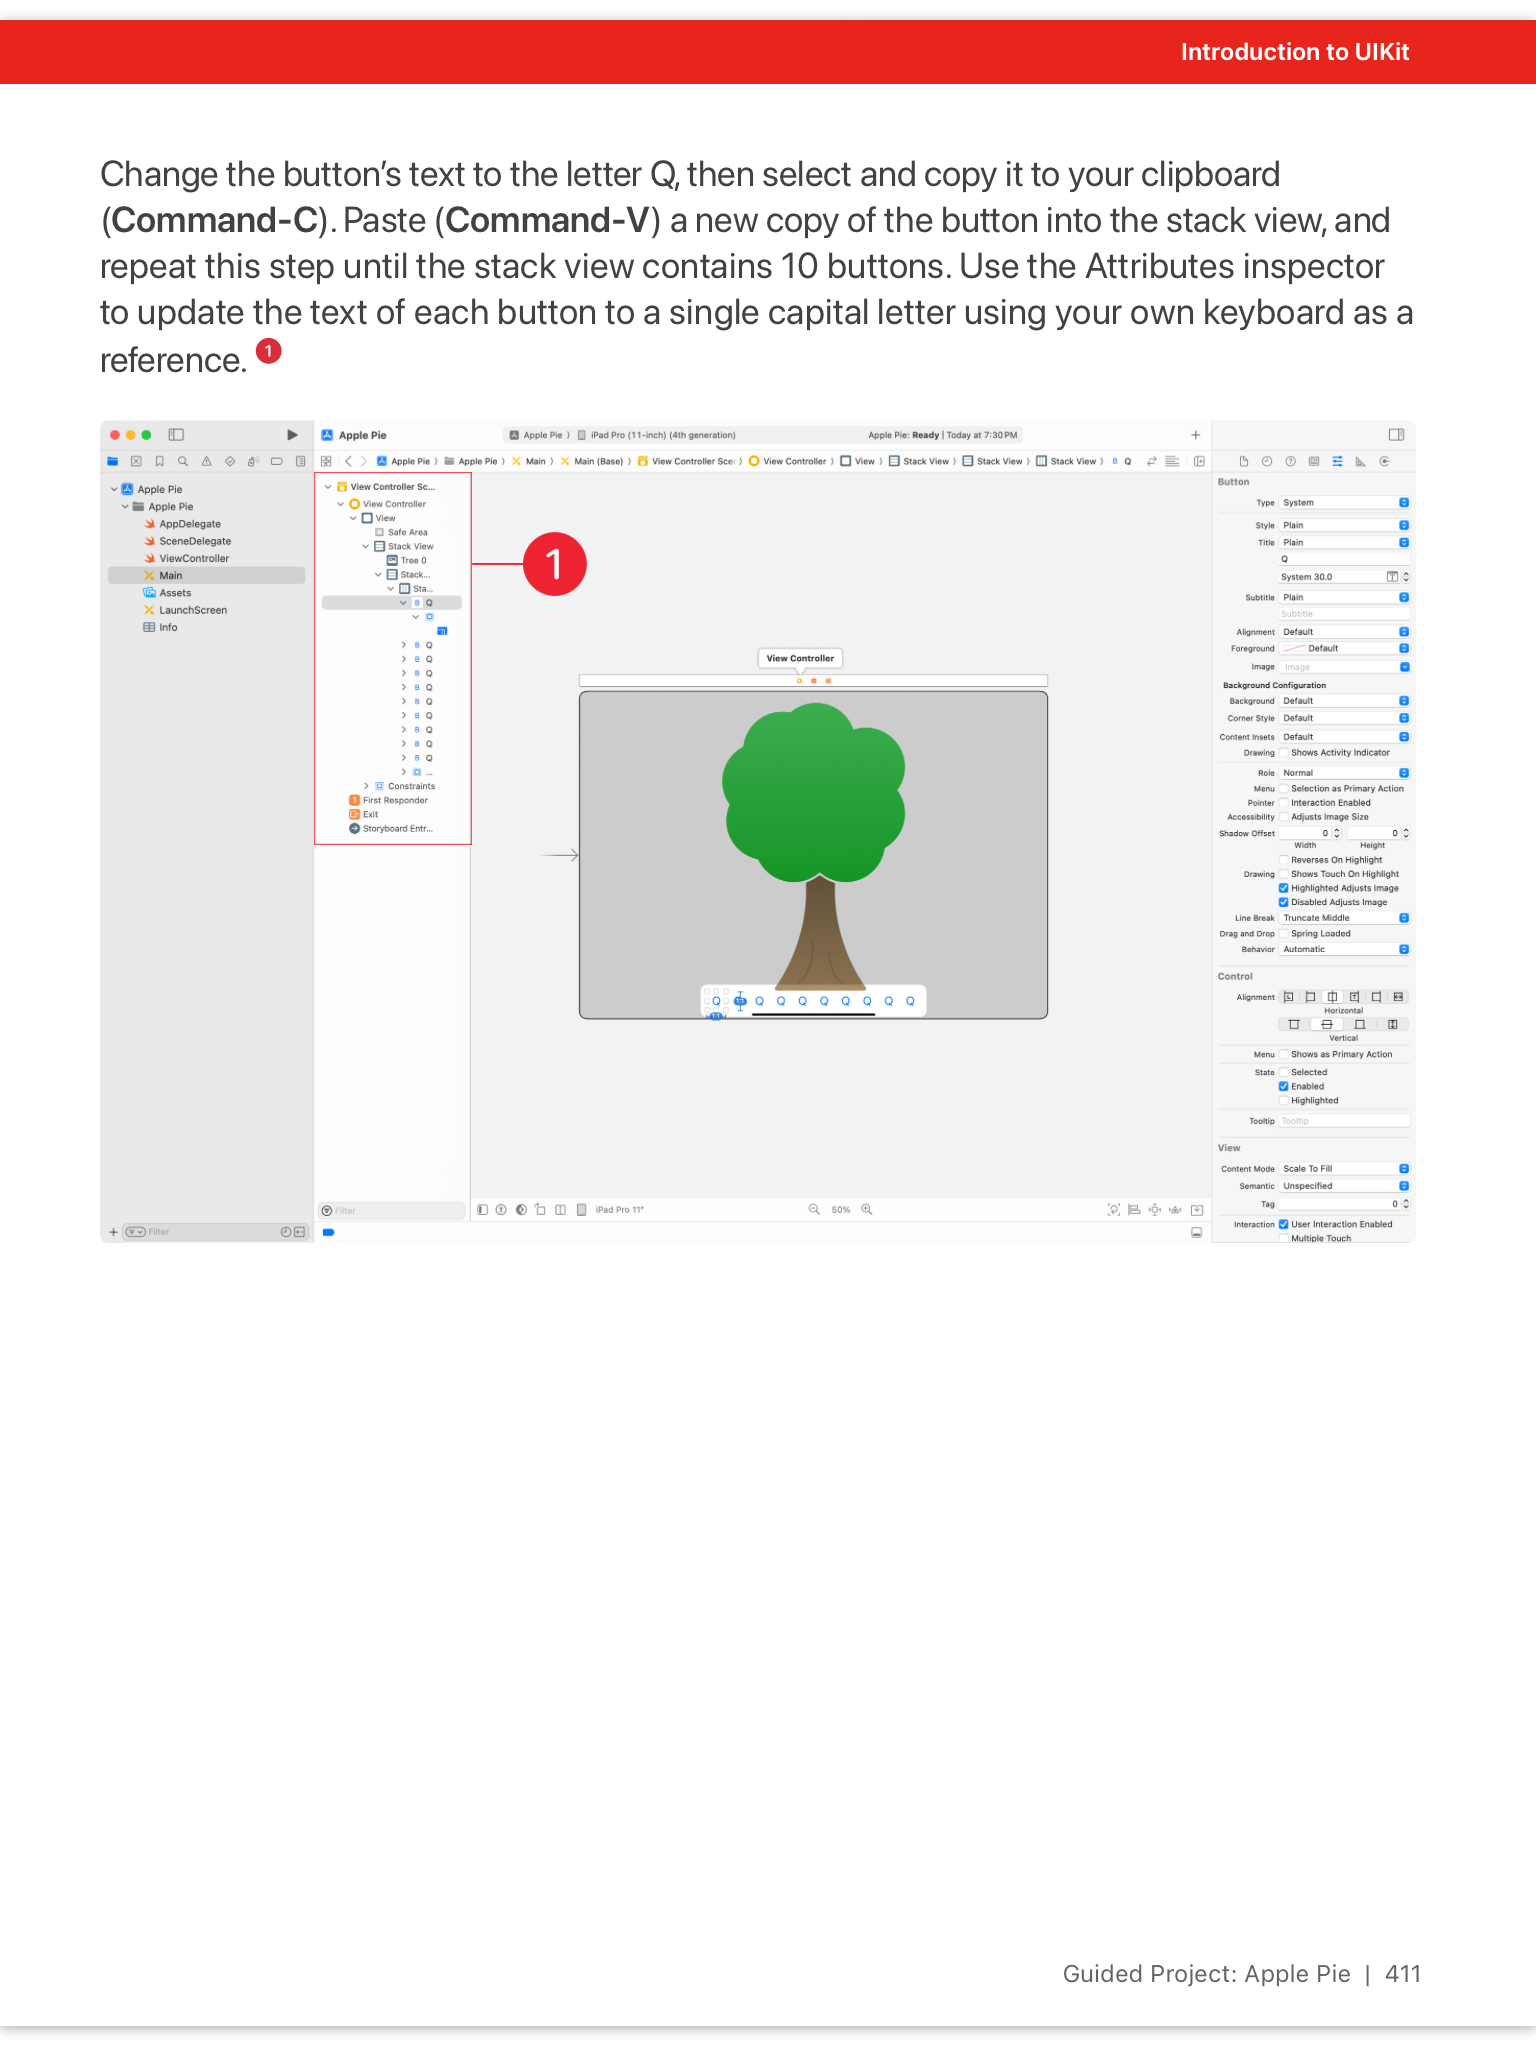 Introduction to UIKit
Change the button's text to the letter Q, then select and copy it to your clipboard
(Command-C). Paste (Command-V) a new copy of the button into the stack view, and
repeat this step until the stack view contains 10 buttons. Use the Attributes inspector
to update the text of each button to a single capital letter using your own keyboard as a
reference. 1
Apple Pie
Apple Pie
AppDelegate
SceneDelegate
ViewController
Main
Assets
LaunchScreen
Info
Filter
Apple Pie
Apple Pie ⟩ iPad Pro (11-inch) (4th generation)
Apple Pie: Ready | Today at 7:30 PM
Apple Pie ⟩ Apple Pie ⟩ Main ⟩ Main (Base) ⟩ View Controller Scer ⟩ View Controller ⟩ View ⟩ Stack View ⟩ Stack View ⟩ Stack View ⟩ B Q
View Controller Sc...
View Controller
View
Safe Area
Stack View
Tree 0
Stack...
Sta...
B Q
B Q
B Q
B Q
B Q
B Q
B Q
B Q
B Q
B Q
...
Constraints
First Responder
Exit
Storyboard Entr...
Filter
1
View Controller
Q Q Q Q Q Q Q Q Q
iPad Pro 11"
50%
Button
Type System
Style Plain
Title Plain
Q
System 30.0
Subtitle Plain
Subtitle
Alignment Default
Foreground Default
Image Image
Background Configuration
Background Default
Corner Style Default
Content Insets Default
Drawing Shows Activity Indicator
Role Normal
Menu Selection as Primary Action
Pointer Interaction Enabled
Accessibility Adjusts Image Size
Shadow Offset 0 0
Width Height
Reverses On Highlight
Drawing Shows Touch On Highlight
Highlighted Adjusts Image
Disabled Adjusts Image
Line Break Truncate Middle
Drag and Drop Spring Loaded
Behavior Automatic
Control
Alignment
Horizontal
Vertical
Menu Shows as Primary Action
State Selected
Enabled
Highlighted
Tooltip Tooltip
View
Content Mode Scale To Fill
Semantic Unspecified
Tag 0
Interaction User Interaction Enabled
Multiple Touch
Guided Project: Apple Pie | 411